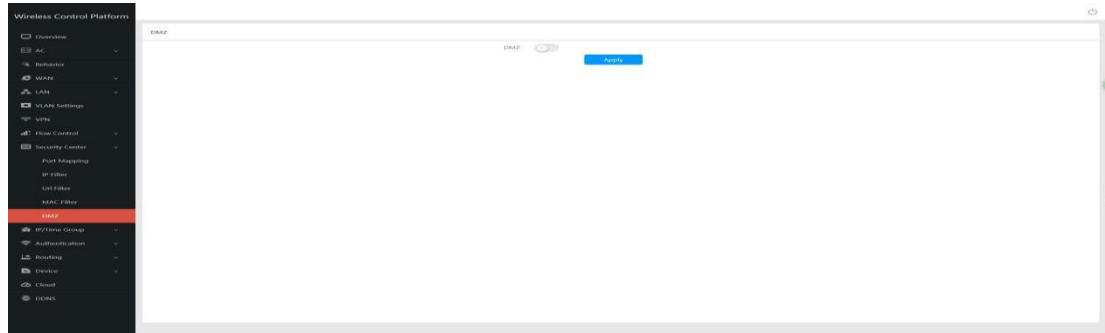 Wireless Control Platform
Overview
AC
Behavior
WAN
LAN
VLAN Settings
VPN
Flow Control
Security Center
Port Mapping
IP Filter
Url Filter
MAC Filter
DMZ
IP/Time Group
Authentication
Routing
Device
Cloud
DDNS
DMZ
DMZ
Apply